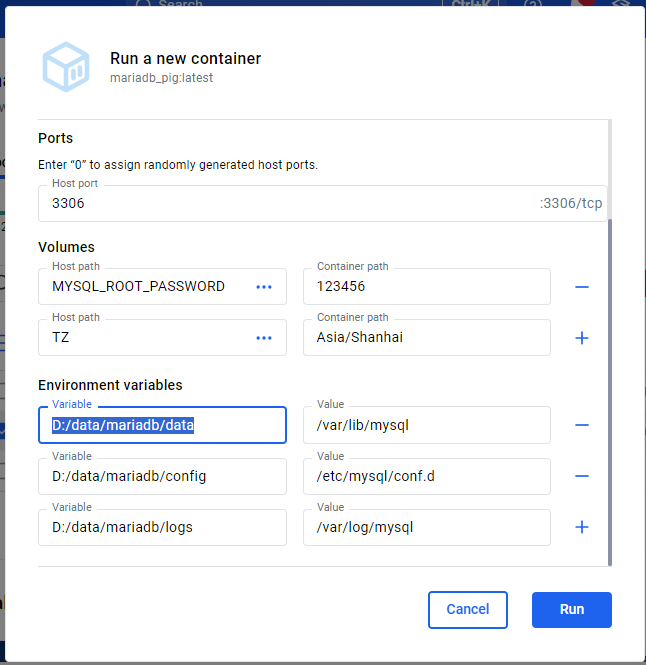 Search
Ctrl+K
Run a new container
mariadb_pig:latest
Ports
Enter “0” to assign randomly generated host ports.
Host port
3306 :3306/tcp
Volumes
Host path Container path
MYSQL_ROOT_PASSWORD ••• 123456 −
Host path Container path
TZ ••• Asia/Shanhai +
Environment variables
Variable Value
D:/data/mariadb/data /var/lib/mysql −
Variable Value
D:/data/mariadb/config /etc/mysql/conf.d −
Variable Value
D:/data/mariadb/logs /var/log/mysql +
Cancel Run